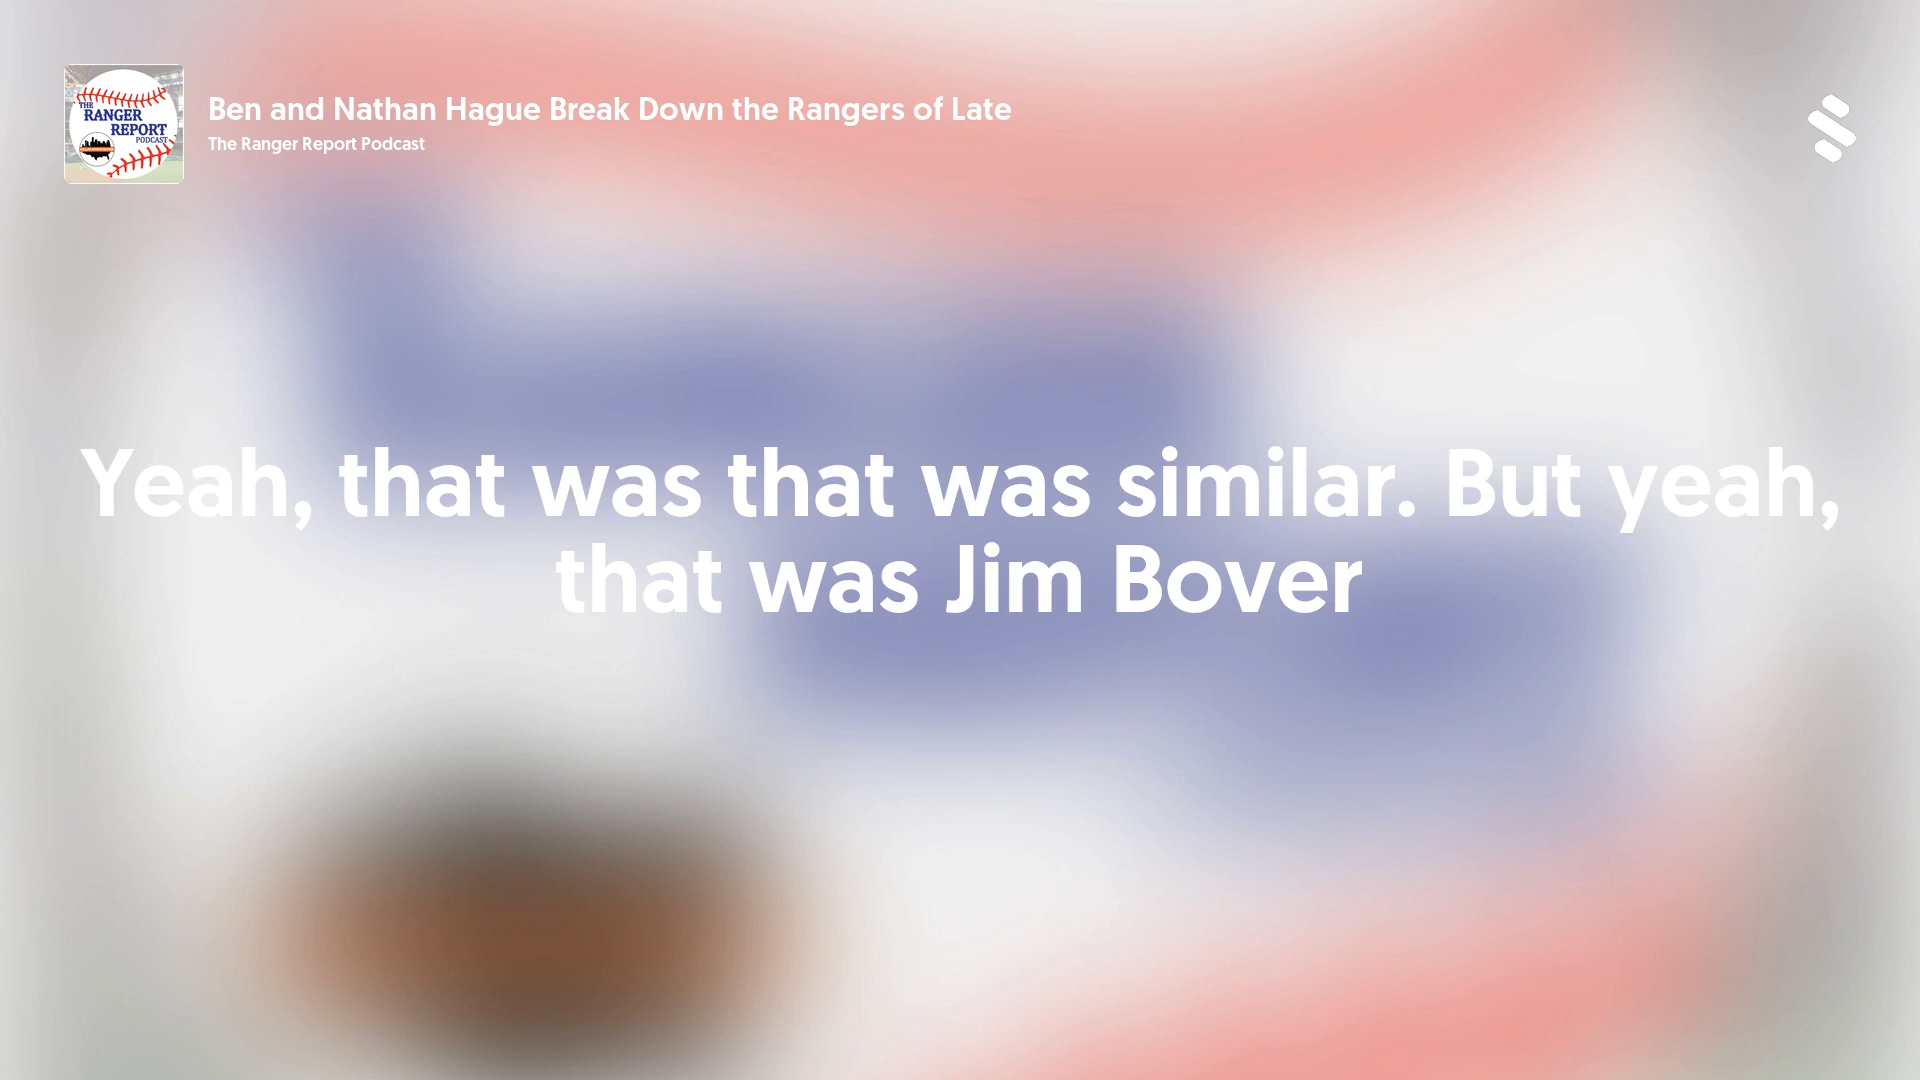 THE
RANGER
REPORT
PODCAST
Ben and Nathan Hague Break Down the Rangers of Late
The Ranger Report Podcast
Yeah, that was that was similar. But yeah,
that was Jim Bover